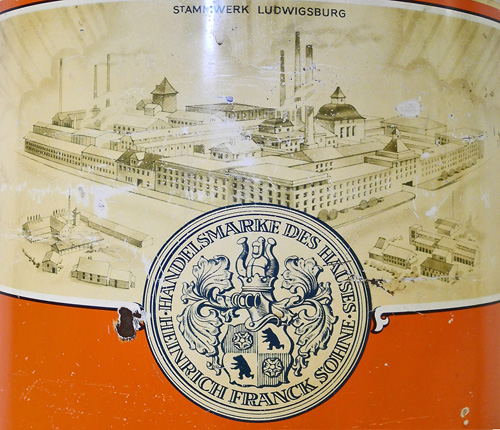 STAMMWERK LUDWIGSBURG
HANDELSMARKE DES HAUSES
HEINRICH FRANCK SÖHNE